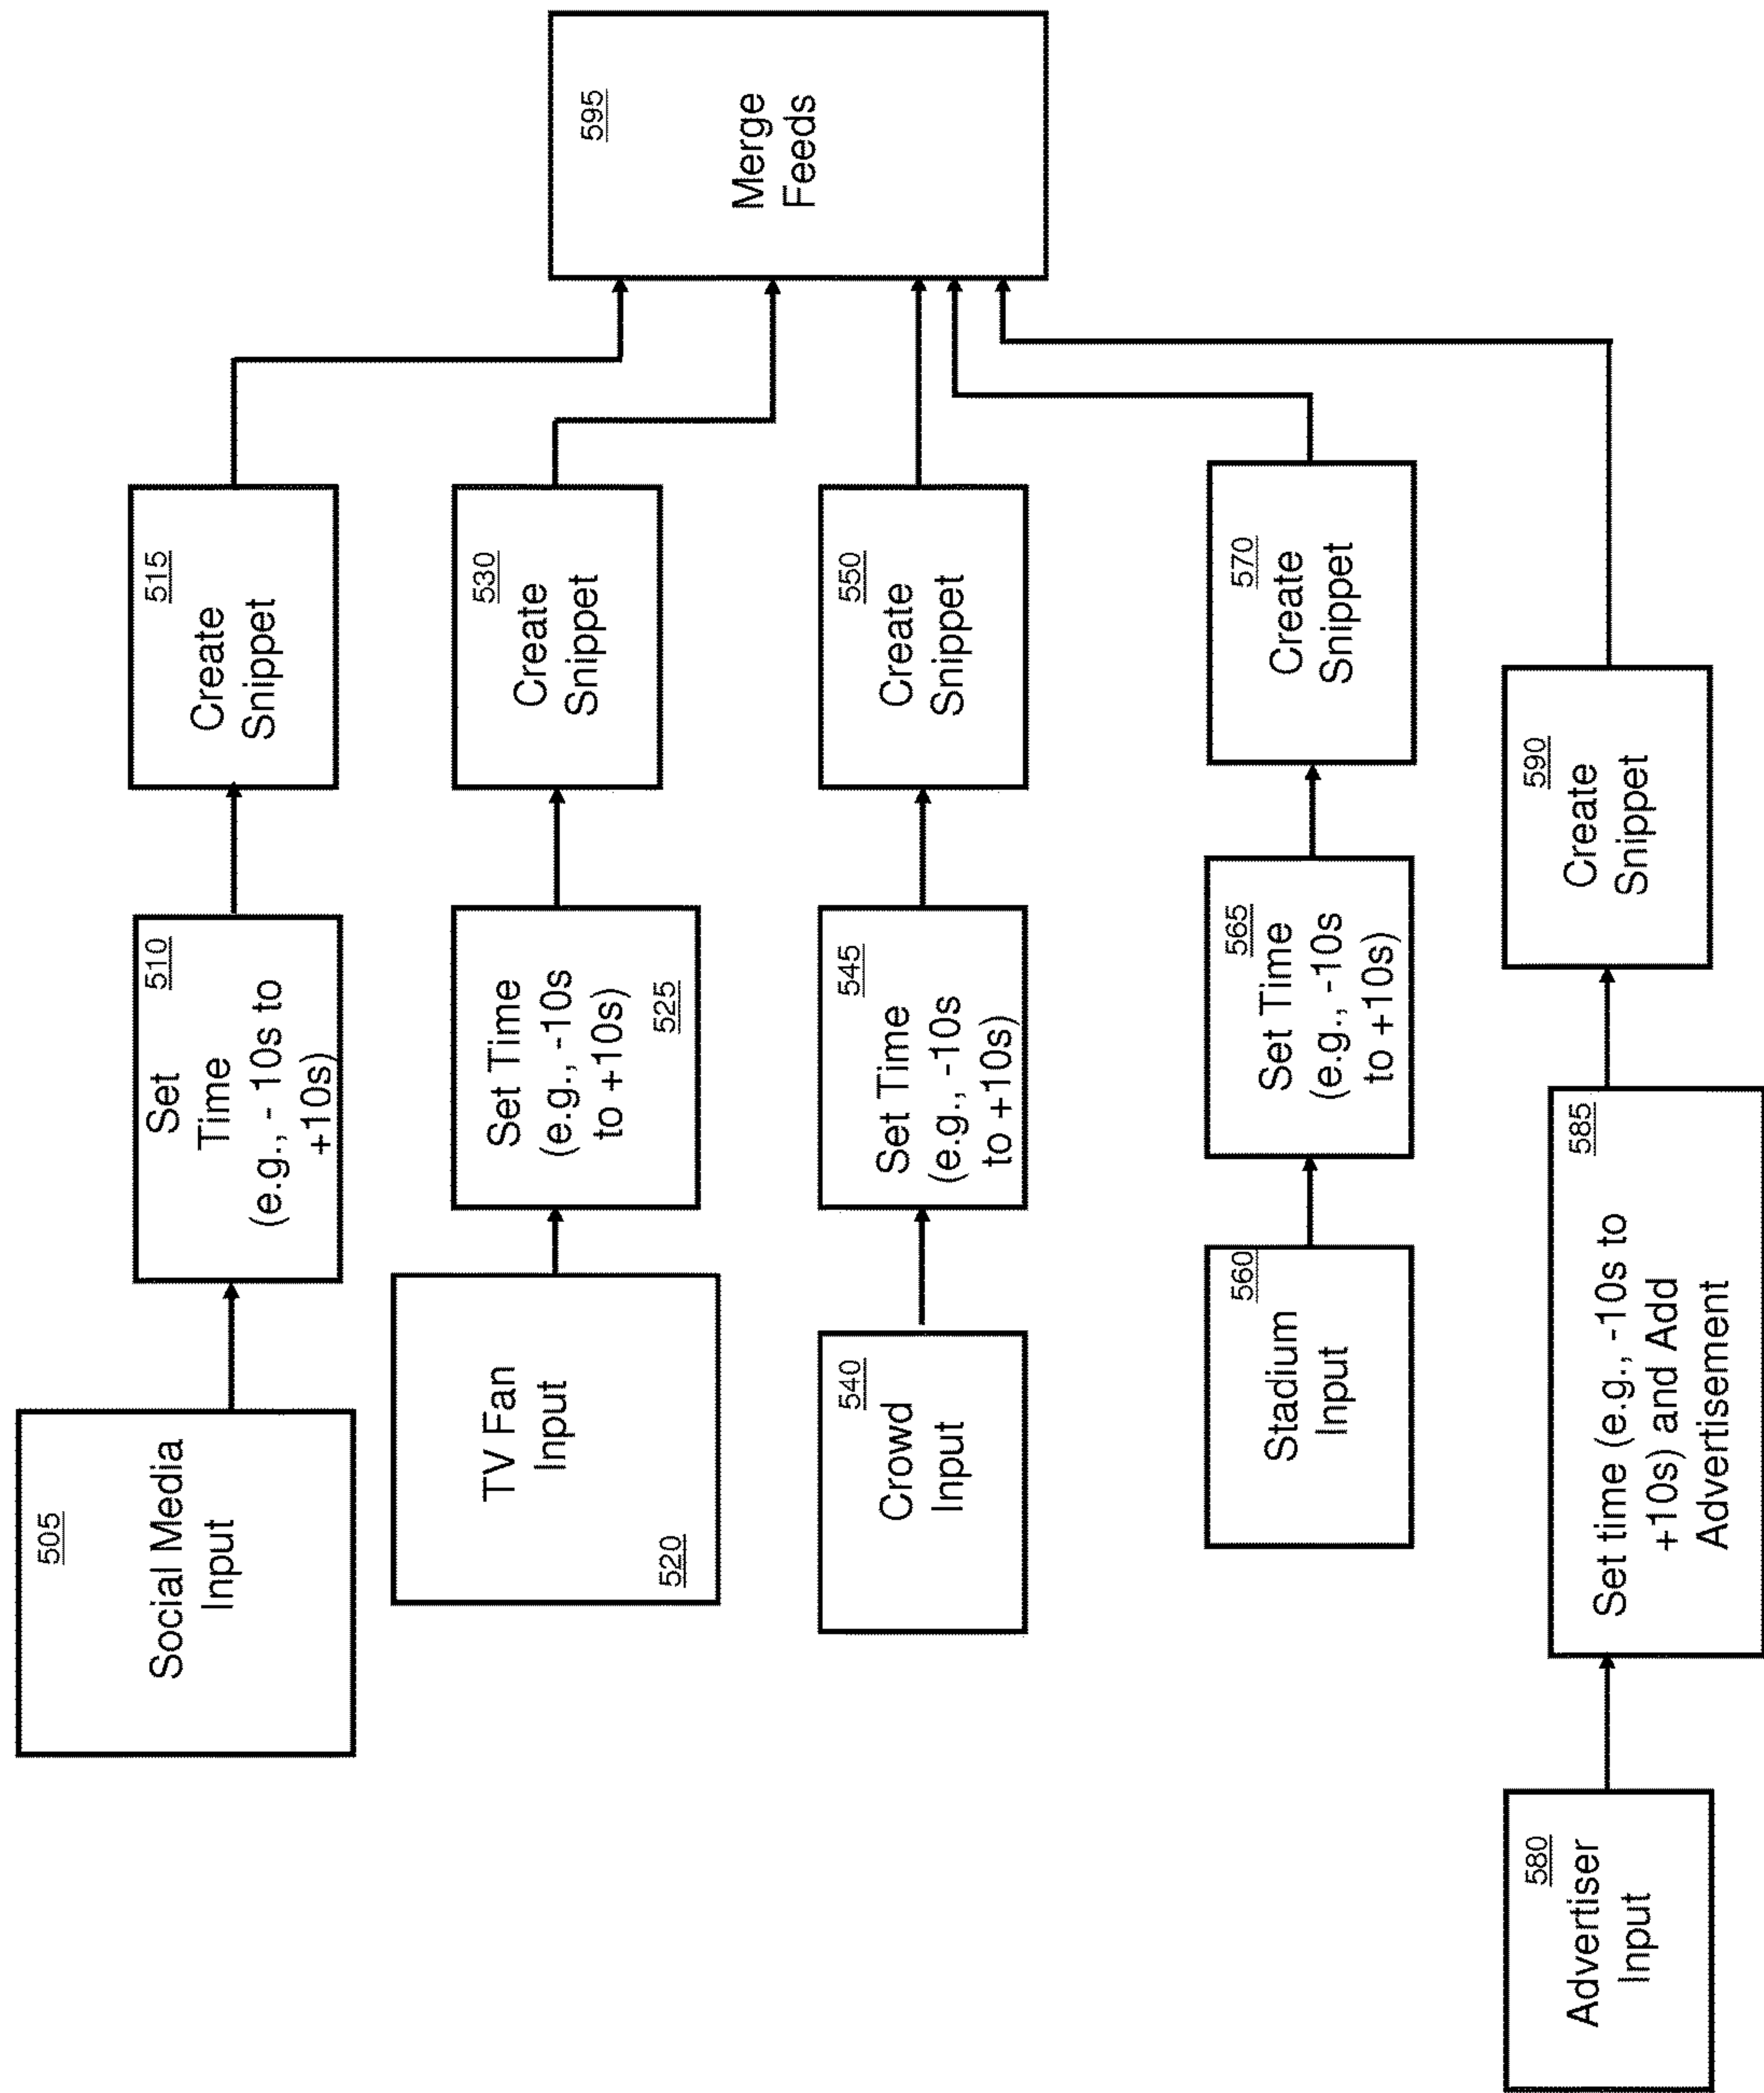 505
Social Media
Input
510
Set
Time
(e.g., - 10s to
+10s)
515
Create
Snippet
TV Fan
Input
520
Set Time
(e.g., -10s
to +10s)
525
530
Create
Snippet
540
Crowd
Input
545
Set Time
(e.g., -10s
to +10s)
550
Create
Snippet
560
Stadium
Input
565
Set Time
(e.g., -10s
to +10s)
570
Create
Snippet
580
Advertiser
Input
585
Set time (e.g., -10s to
+10s) and Add
Advertisement
590
Create
Snippet
595
Merge
Feeds